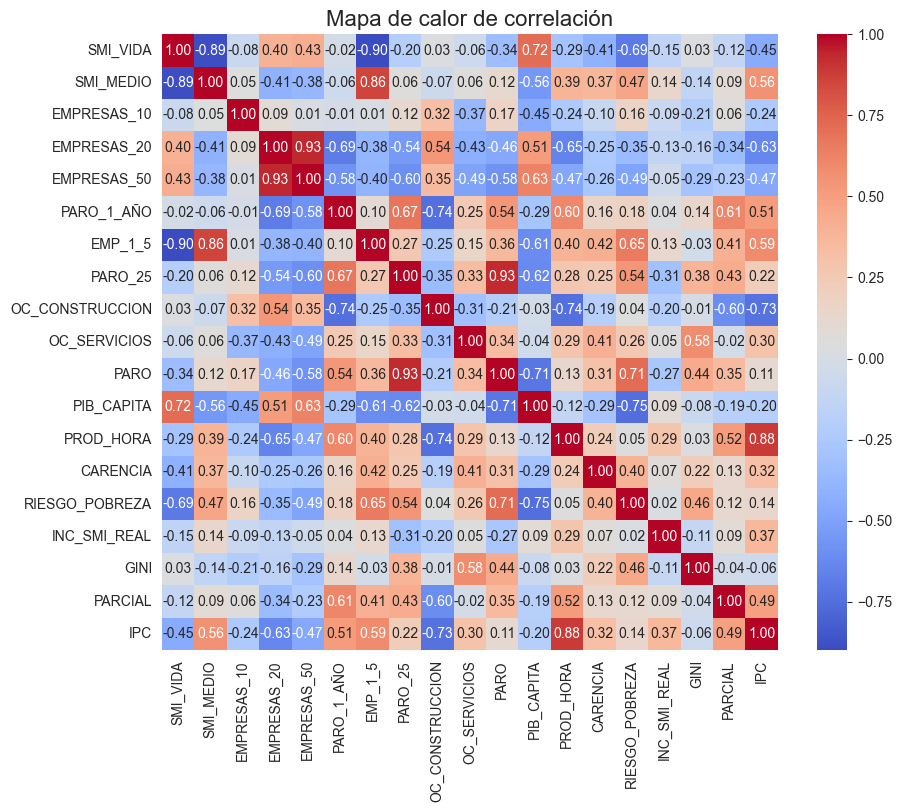 Mapa de calor de correlación
SMI_VIDA 1.00 -0.89 -0.08 0.40 0.43 -0.02 -0.90 -0.20 0.03 -0.06 -0.34 0.72 -0.29 -0.41 -0.69 -0.15 0.03 -0.12 -0.45
SMI_MEDIO -0.89 1.00 0.05 -0.41 -0.38 -0.06 0.86 0.06 -0.07 0.06 0.12 -0.56 0.39 0.37 0.47 0.14 -0.14 0.09 0.56
EMPRESAS_10 -0.08 0.05 1.00 0.09 0.01 -0.01 0.01 0.12 0.32 -0.37 0.17 -0.45 -0.24 -0.10 0.16 -0.09 -0.21 0.06 -0.24
EMPRESAS_20 0.40 -0.41 0.09 1.00 0.93 -0.69 -0.38 -0.54 0.54 -0.43 -0.46 0.51 -0.65 -0.25 -0.35 -0.13 -0.16 -0.34 -0.63
EMPRESAS_50 0.43 -0.38 0.01 0.93 1.00 -0.58 -0.40 -0.60 0.35 -0.49 -0.58 0.63 -0.47 -0.26 -0.49 -0.05 -0.29 -0.23 -0.47
PARO_1_AÑO -0.02 -0.06 -0.01 -0.69 -0.58 1.00 0.10 0.67 -0.74 0.25 0.54 -0.29 0.60 0.16 0.18 0.04 0.14 0.61 0.51
EMP_1_5 -0.90 0.86 0.01 -0.38 -0.40 0.10 1.00 0.27 -0.25 0.15 0.36 -0.61 0.40 0.42 0.65 0.13 -0.03 0.41 0.59
PARO_25 -0.20 0.06 0.12 -0.54 -0.60 0.67 0.27 1.00 -0.35 0.33 0.93 -0.62 0.28 0.25 0.54 -0.31 0.38 0.43 0.22
OC_CONSTRUCCION 0.03 -0.07 0.32 0.54 0.35 -0.74 -0.25 -0.35 1.00 -0.31 -0.21 -0.03 -0.74 -0.19 0.04 -0.20 -0.01 -0.60 -0.73
OC_SERVICIOS -0.06 0.06 -0.37 -0.43 -0.49 0.25 0.15 0.33 -0.31 1.00 0.34 -0.04 0.29 0.41 0.26 0.05 0.58 -0.02 0.30
PARO -0.34 0.12 0.17 -0.46 -0.58 0.54 0.36 0.93 -0.21 0.34 1.00 -0.71 0.13 0.31 0.71 -0.27 0.44 0.35 0.11
PIB_CAPITA 0.72 -0.56 -0.45 0.51 0.63 -0.29 -0.61 -0.62 -0.03 -0.04 -0.71 1.00 -0.12 -0.29 -0.75 0.09 -0.08 -0.19 -0.20
PROD_HORA -0.29 0.39 -0.24 -0.65 -0.47 0.60 0.40 0.28 -0.74 0.29 0.13 -0.12 1.00 0.24 0.05 0.29 0.03 0.52 0.88
CARENCIA -0.41 0.37 -0.10 -0.25 -0.26 0.16 0.42 0.25 -0.19 0.41 0.31 -0.29 0.24 1.00 0.40 0.07 0.22 0.13 0.32
RIESGO_POBREZA -0.69 0.47 0.16 -0.35 -0.49 0.18 0.65 0.54 0.04 0.26 0.71 -0.75 0.05 0.40 1.00 0.02 0.46 0.12 0.14
INC_SMI_REAL -0.15 0.14 -0.09 -0.13 -0.05 0.04 0.13 -0.31 -0.20 0.05 -0.27 0.09 0.29 0.07 0.02 1.00 -0.11 0.09 0.37
GINI 0.03 -0.14 -0.21 -0.16 -0.29 0.14 -0.03 0.38 -0.01 0.58 0.44 -0.08 0.03 0.22 0.46 -0.11 1.00 -0.04 -0.06
PARCIAL -0.12 0.09 0.06 -0.34 -0.23 0.61 0.41 0.43 -0.60 -0.02 0.35 -0.19 0.52 0.13 0.12 0.09 -0.04 1.00 0.49
IPC -0.45 0.56 -0.24 -0.63 -0.47 0.51 0.59 0.22 -0.73 0.30 0.11 -0.20 0.88 0.32 0.14 0.37 -0.06 0.49 1.00
SMI_VIDA
SMI_MEDIO
EMPRESAS_10
EMPRESAS_20
EMPRESAS_50
PARO_1_AÑO
EMP_1_5
PARO_25
OC_CONSTRUCCION
OC_SERVICIOS
PARO
PIB_CAPITA
PROD_HORA
CARENCIA
RIESGO_POBREZA
INC_SMI_REAL
GINI
PARCIAL
IPC
1.00
0.75
0.50
0.25
0.00
−0.25
−0.50
−0.75